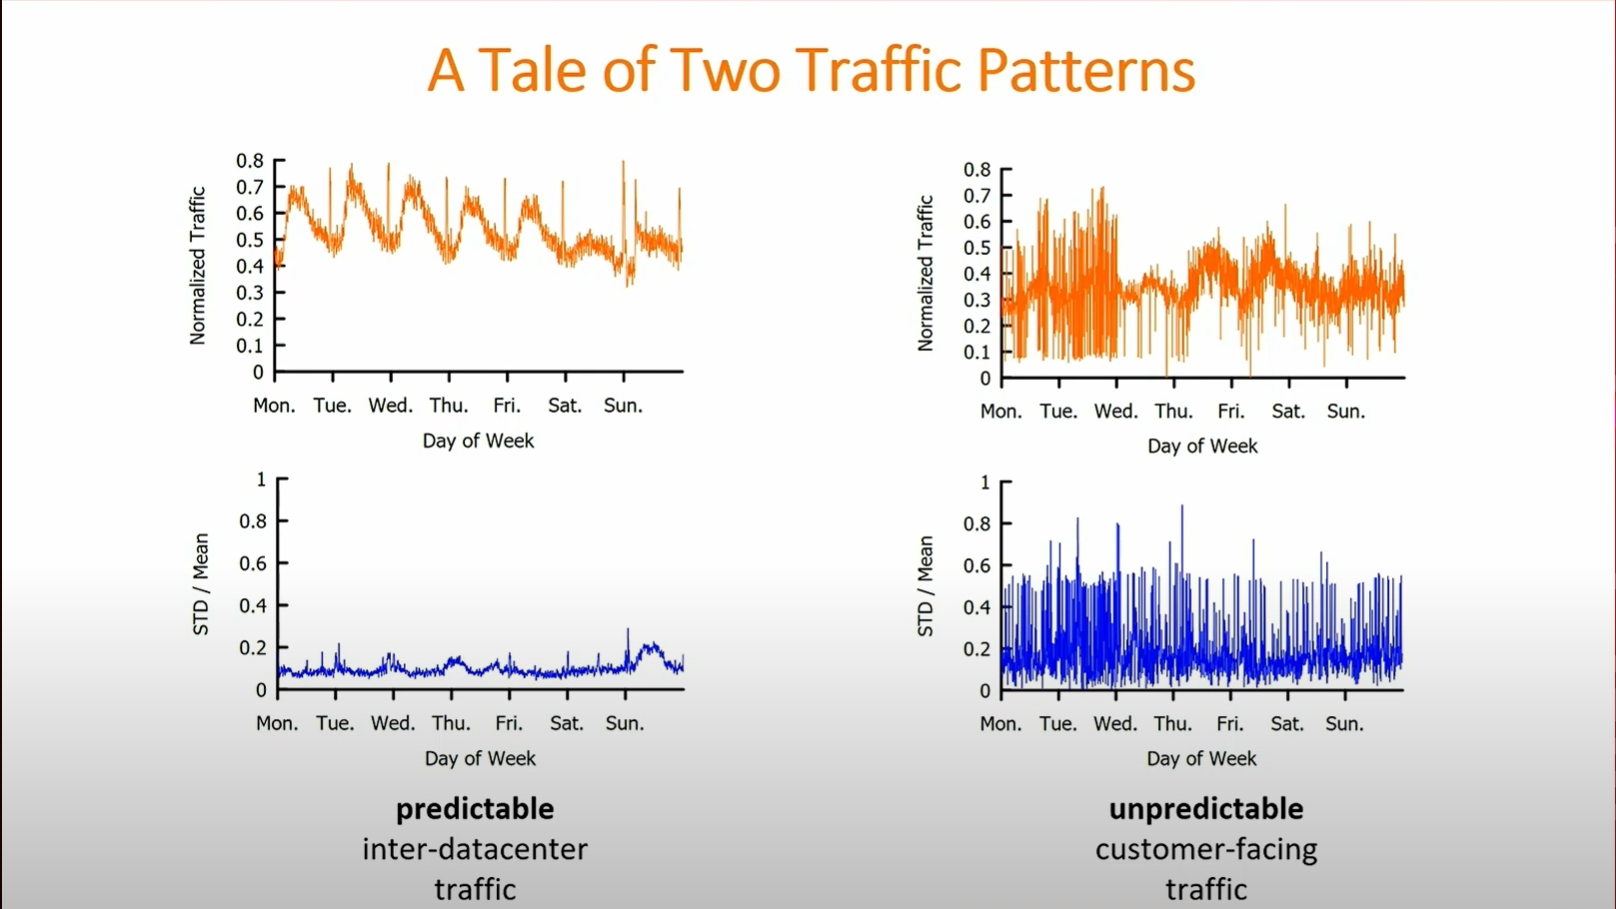 A Tale of Two Traffic Patterns
Normalized Traffic
0.8
0.7
0.6
0.5
0.4
0.3
0.2
0.1
0
Mon. Tue. Wed. Thu. Fri. Sat. Sun.
Day of Week
Normalized Traffic
0.8
0.7
0.6
0.5
0.4
0.3
0.2
0.1
0
Mon. Tue. Wed. Thu. Fri. Sat. Sun.
Day of Week
STD / Mean
1
0.8
0.6
0.4
0.2
0
Mon. Tue. Wed. Thu. Fri. Sat. Sun.
Day of Week
STD / Mean
1
0.8
0.6
0.4
0.2
0
Mon. Tue. Wed. Thu. Fri. Sat. Sun.
Day of Week
predictable
inter-datacenter
traffic
unpredictable
customer-facing
traffic